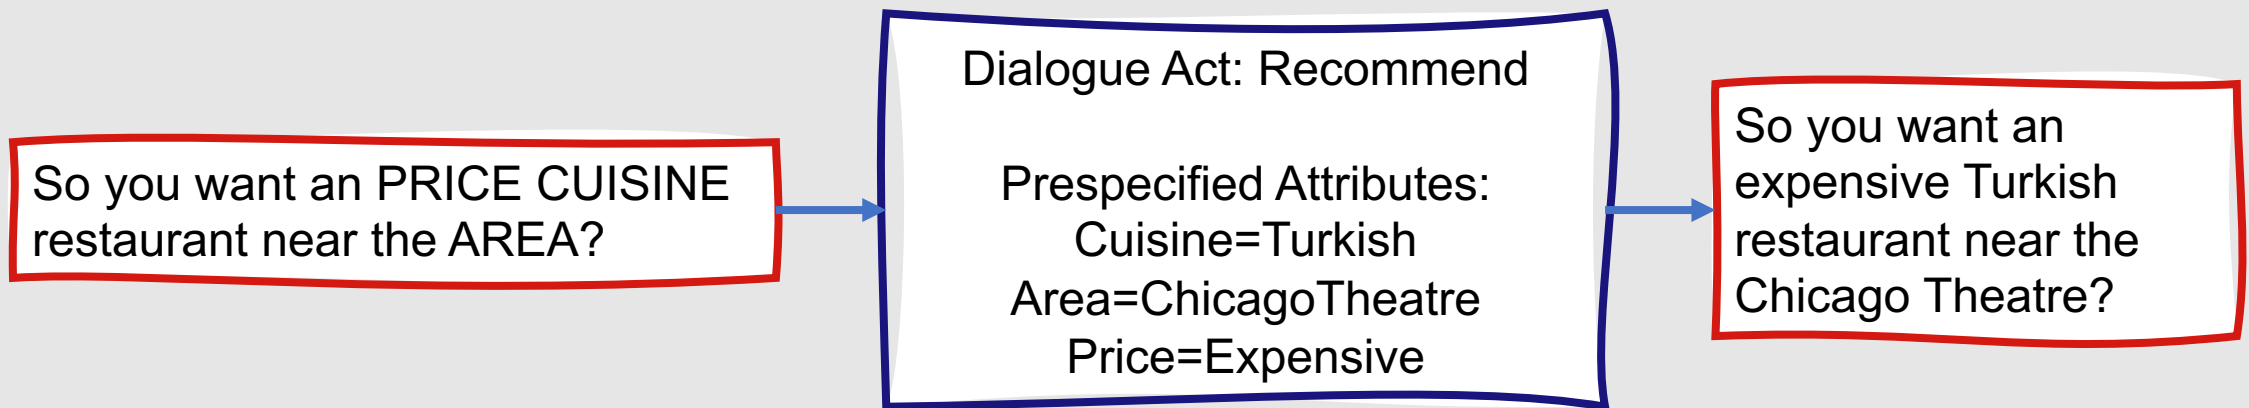 So you want an PRICE CUISINE
restaurant near the AREA?
Dialogue Act: Recommend
Prespecified Attributes:
Cuisine=Turkish
Area=ChicagoTheatre
Price=Expensive
So you want an
expensive Turkish
restaurant near the
Chicago Theatre?